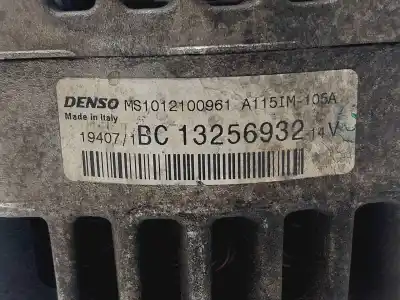 DENSO MS1012100961 A115IM-105A
Made in Italy
19407/1 BC 13256932 14V